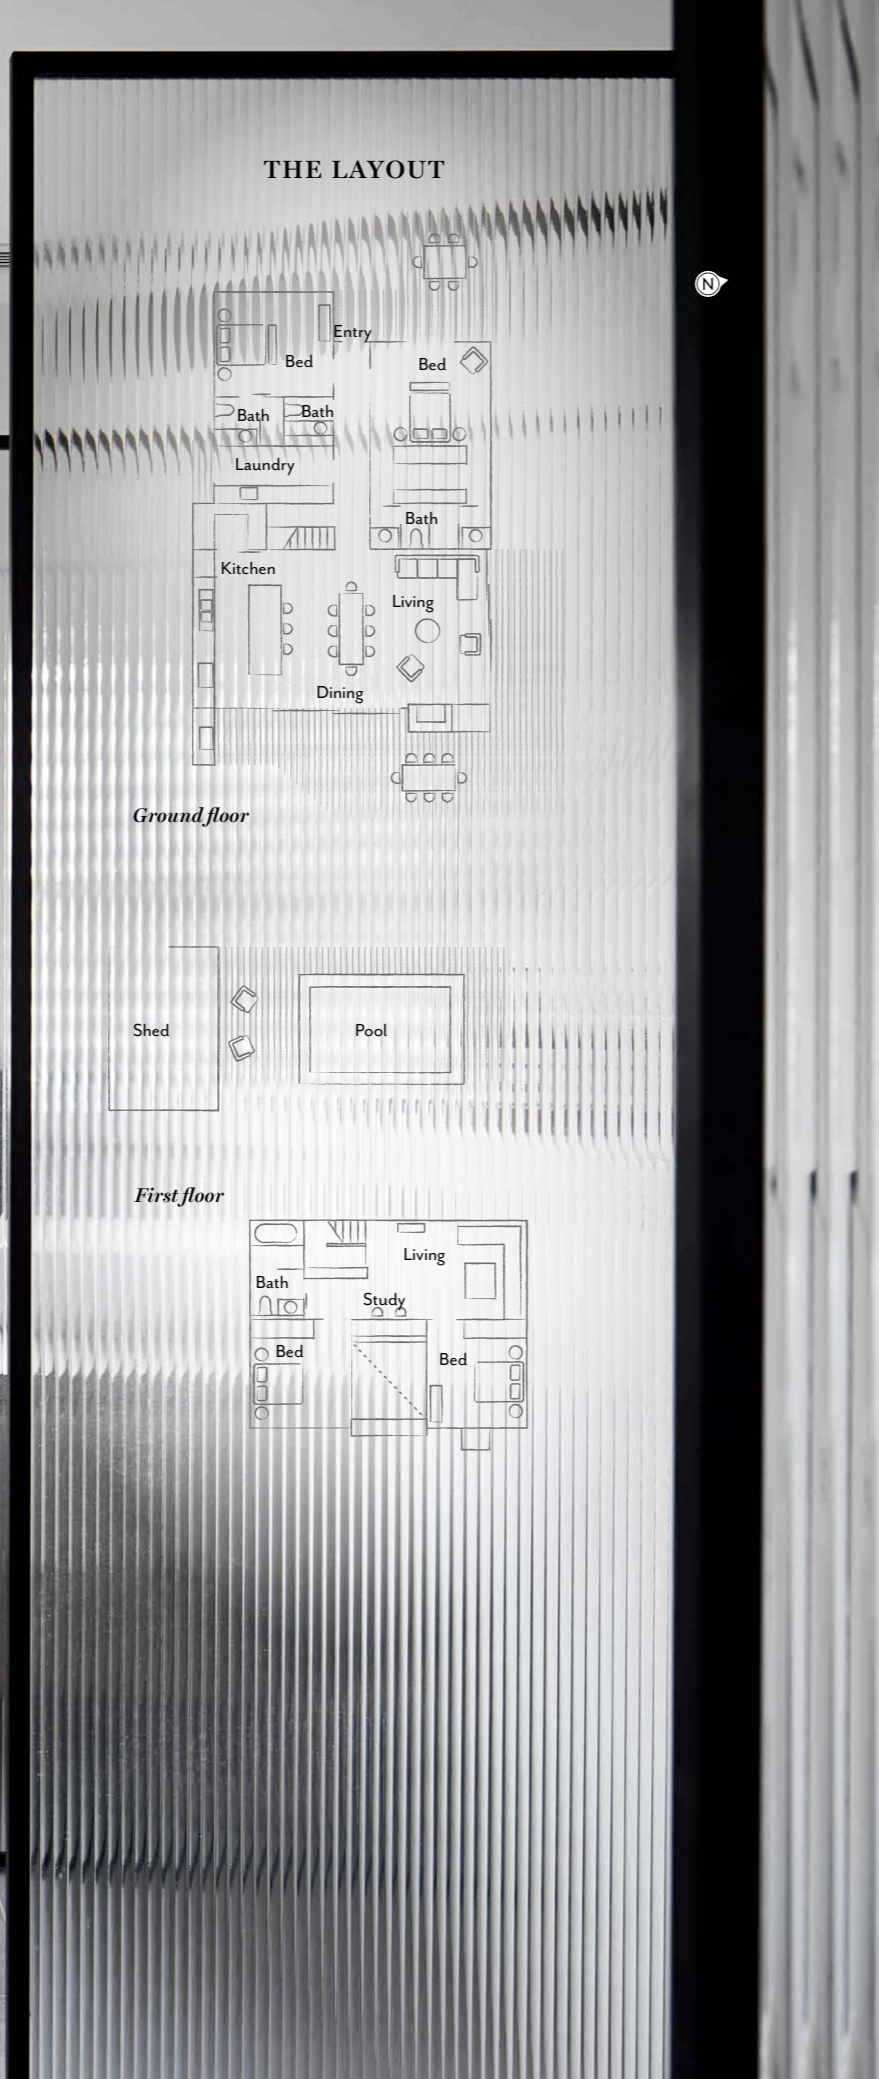 THE LAYOUT
N
Entry
Bed
Bed
Bath
Bath
Laundry
Bath
Kitchen
Living
Dining
Ground floor
Shed
Pool
First floor
Living
Bath
Study
Bed
Bed